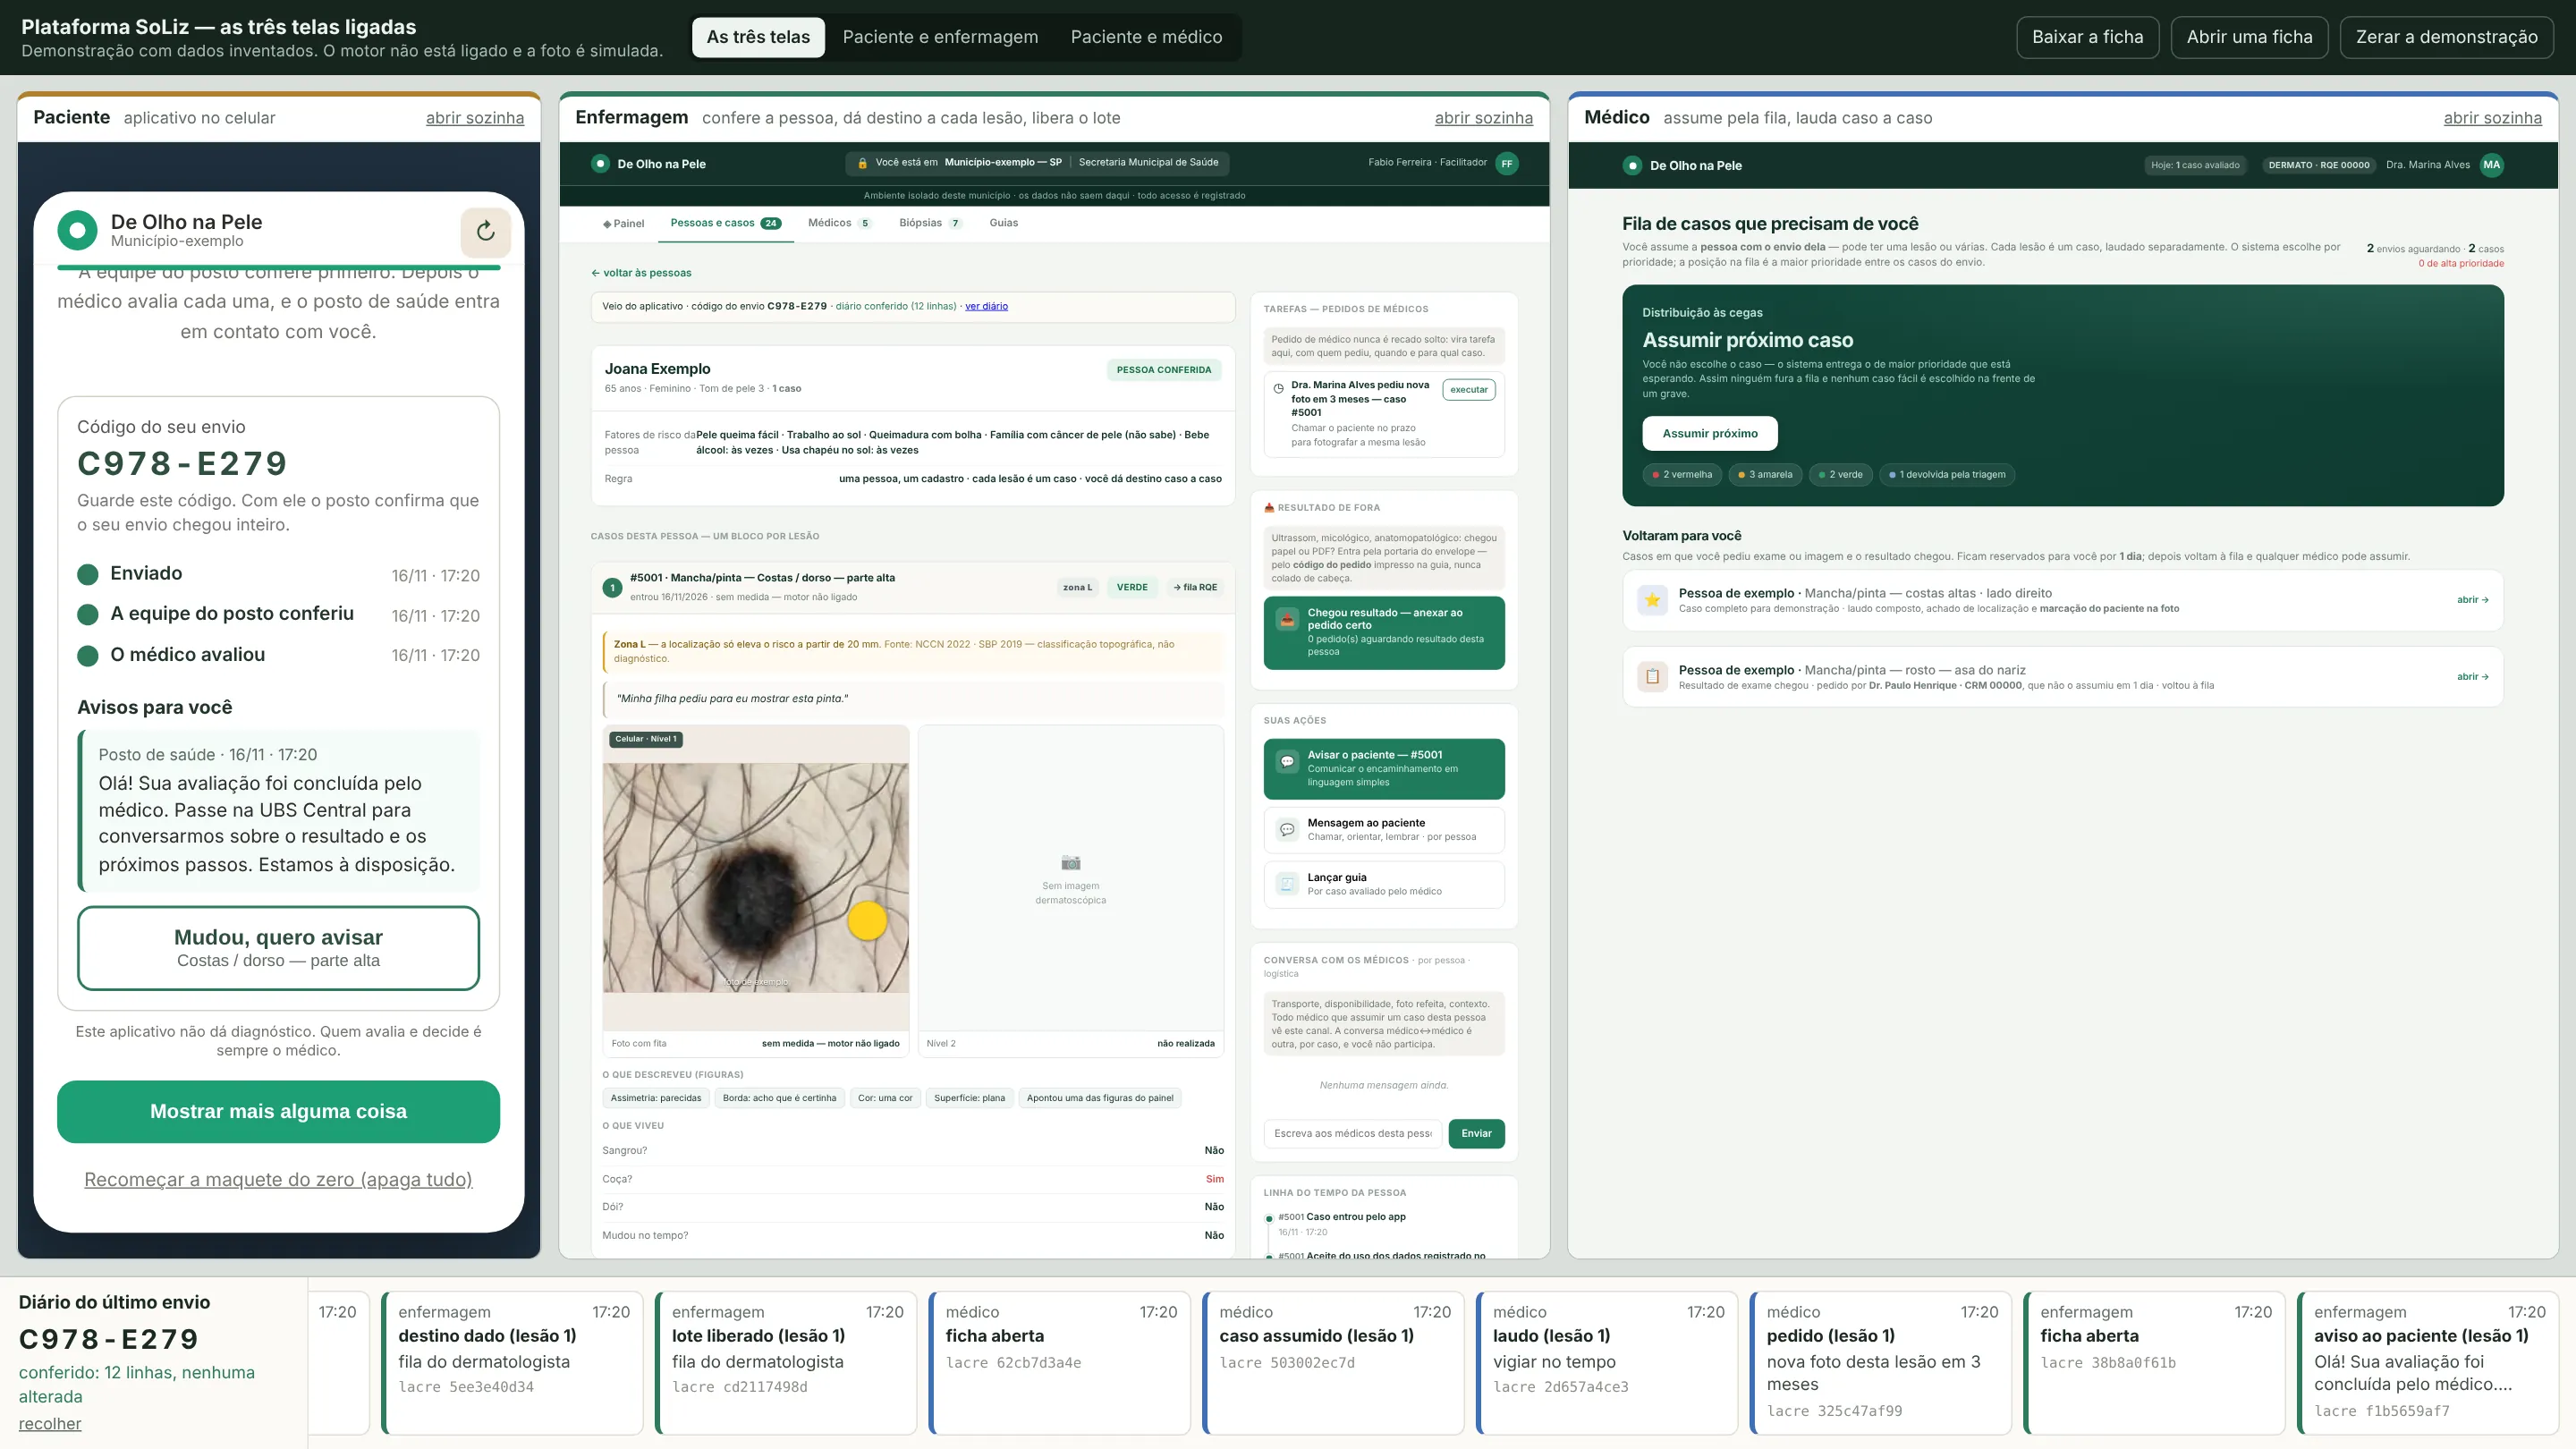 Plataforma SoLiz — as três telas ligadas
Demonstração com dados inventados. O motor não está ligado e a foto é simulada.
As três telas
Paciente e enfermagem
Paciente e médico
Baixar a ficha
Abrir uma ficha
Zerar a demonstração
Paciente aplicativo no celular
abrir sozinha
De Olho na Pele
Município-exemplo
A equipe do posto confere primeiro. Depois o
médico avalia cada uma, e o posto de saúde entra
em contato com você.
Código do seu envio
C978-E279
Guarde este código. Com ele o posto confirma que
o seu envio chegou inteiro.
Enviado 16/11 · 17:20
A equipe do posto conferiu 16/11 · 17:20
O médico avaliou 16/11 · 17:20
Avisos para você
Posto de saúde · 16/11 · 17:20
Olá! Sua avaliação foi concluída pelo
médico. Passe na UBS Central para
conversarmos sobre o resultado e os
próximos passos. Estamos à disposição.
Mudou, quero avisar
Costas / dorso — parte alta
Este aplicativo não dá diagnóstico. Quem avalia e decide é
sempre o médico.
Mostrar mais alguma coisa
Recomeçar a maquete do zero (apaga tudo)
Enfermagem confere a pessoa, dá destino a cada lesão, libera o lote
abrir sozinha
De Olho na Pele
Você está em Município-exemplo — SP | Secretaria Municipal de Saúde
Fabio Ferreira · Facilitador FF
Ambiente isolado deste município · os dados não saem daqui · todo acesso é registrado
◆ Painel
Pessoas e casos 24
Médicos 5
Biópsias 7
Guias
← voltar às pessoas
Veio do aplicativo · código do envio C978-E279 · diário conferido (12 linhas) · ver diário
Joana Exemplo
65 anos · Feminino · Tom de pele 3 · 1 caso
PESSOA CONFERIDA
Fatores de risco da
pessoa
Pele queima fácil · Trabalho ao sol · Queimadura com bolha · Família com câncer de pele (não sabe) · Bebe
álcool: às vezes · Usa chapéu no sol: às vezes
Regra
uma pessoa, um cadastro · cada lesão é um caso · você dá destino caso a caso
CASOS DESTA PESSOA — UM BLOCO POR LESÃO
1
#5001 · Mancha/pinta — Costas / dorso — parte alta
entrou 16/11/2026 · sem medida — motor não ligado
zona L
VERDE
→ fila RQE
Zona L — a localização só eleva o risco a partir de 20 mm. Fonte: NCCN 2022 · SBP 2019 — classificação topográfica, não
diagnóstico.
"Minha filha pediu para eu mostrar esta pinta."
Celular · Nível 1
foto de exemplo
Foto com fita
sem medida — motor não ligado
Sem imagem
dermatoscópica
Nível 2
não realizada
O QUE DESCREVEU (FIGURAS)
Assimetria: parecidas
Borda: acho que é certinha
Cor: uma cor
Superfície: plana
Apontou uma das figuras do painel
O QUE VIVEU
Sangrou? Não
Coça? Sim
Dói? Não
Mudou no tempo? Não
TAREFAS — PEDIDOS DE MÉDICOS
Pedido de médico nunca é recado solto: vira tarefa
aqui, com quem pediu, quando e para qual caso.
Dra. Marina Alves pediu nova
foto em 3 meses — caso
#5001
Chamar o paciente no prazo
para fotografar a mesma lesão
executar
RESULTADO DE FORA
Ultrassom, micológico, anatomopatológico: chegou
papel ou PDF? Entra pela portaria do envelope —
pelo código do pedido impresso na guia, nunca
colado de cabeça.
Chegou resultado — anexar ao
pedido certo
0 pedido(s) aguardando resultado desta
pessoa
SUAS AÇÕES
Avisar o paciente — #5001
Comunicar o encaminhamento em
linguagem simples
Mensagem ao paciente
Chamar, orientar, lembrar · por pessoa
Lançar guia
Por caso avaliado pelo médico
CONVERSA COM OS MÉDICOS · por pessoa ·
logística
Transporte, disponibilidade, foto refeita, contexto.
Todo médico que assumir um caso desta pessoa
vê este canal. A conversa médico↔médico é
outra, por caso, e você não participa.
Nenhuma mensagem ainda.
Escreva aos médicos desta pess
Enviar
LINHA DO TEMPO DA PESSOA
#5001 Caso entrou pelo app
16/11 · 17:20
#5001 Aceite do uso dos dados registrado no
Médico assume pela fila, lauda caso a caso
abrir sozinha
De Olho na Pele
Hoje: 1 caso avaliado
DERMATO · RQE 00000
Dra. Marina Alves MA
Fila de casos que precisam de você
Você assume a pessoa com o envio dela — pode ter uma lesão ou várias. Cada lesão é um caso, laudado separadamente. O sistema escolhe por
prioridade; a posição na fila é a maior prioridade entre os casos do envio.
2 envios aguardando · 2 casos
0 de alta prioridade
Distribuição às cegas
Assumir próximo caso
Você não escolhe o caso — o sistema entrega o de maior prioridade que está
esperando. Assim ninguém fura a fila e nenhum caso fácil é escolhido na frente de
um grave.
Assumir próximo
2 vermelha
3 amarela
2 verde
1 devolvida pela triagem
Voltaram para você
Casos em que você pediu exame ou imagem e o resultado chegou. Ficam reservados para você por 1 dia; depois voltam à fila e qualquer médico pode assumir.
Pessoa de exemplo · Mancha/pinta — costas altas · lado direito
Caso completo para demonstração · laudo composto, achado de localização e marcação do paciente na foto
abrir →
Pessoa de exemplo · Mancha/pinta — rosto — asa do nariz
Resultado de exame chegou · pedido por Dr. Paulo Henrique · CRM 00000, que não o assumiu em 1 dia · voltou à fila
abrir →
Diário do último envio
C978-E279
conferido: 12 linhas, nenhuma
alterada
recolher
17:20
enfermagem 17:20
destino dado (lesão 1)
fila do dermatologista
lacre 5ee3e40d34
enfermagem 17:20
lote liberado (lesão 1)
fila do dermatologista
lacre cd2117498d
médico 17:20
ficha aberta
lacre 62cb7d3a4e
médico 17:20
caso assumido (lesão 1)
lacre 503002ec7d
médico 17:20
laudo (lesão 1)
vigiar no tempo
lacre 2d657a4ce3
médico 17:20
pedido (lesão 1)
nova foto desta lesão em 3
meses
lacre 325c47af99
enfermagem 17:20
ficha aberta
lacre 38b8a0f61b
enfermagem 17:20
aviso ao paciente (lesão 1)
Olá! Sua avaliação foi
concluída pelo médico....
lacre f1b5659af7